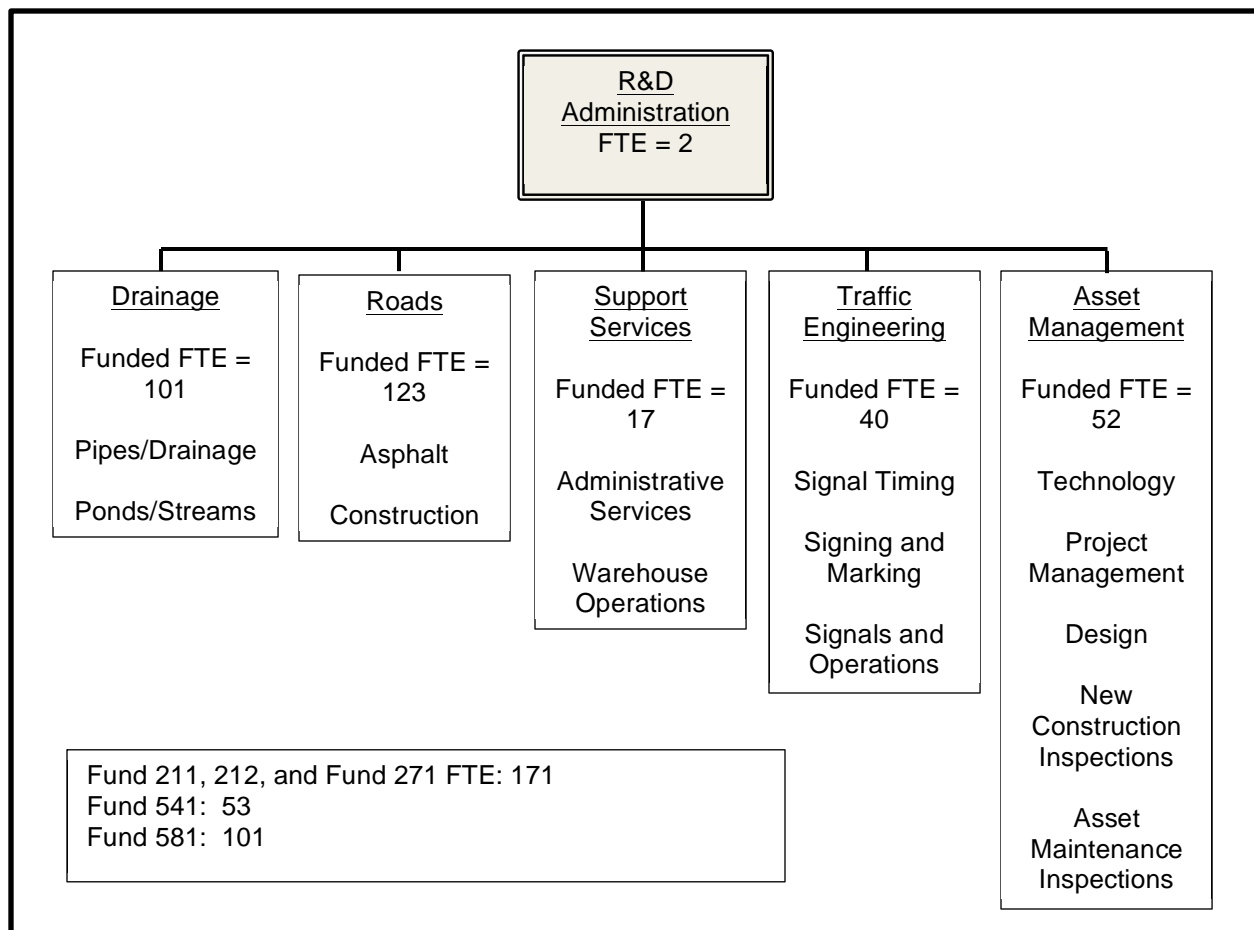 R&D
Administration
FTE = 2
Drainage
Funded FTE =
101
Pipes/Drainage
Ponds/Streams
Roads
Funded FTE =
123
Asphalt
Construction
Support
Services
Funded FTE =
17
Administrative
Services
Warehouse
Operations
Traffic
Engineering
Funded FTE =
40
Signal Timing
Signing and
Marking
Signals and
Operations
Asset
Management
Funded FTE =
52
Technology
Project
Management
Design
New
Construction
Inspections
Asset
Maintenance
Inspections
Fund 211, 212, and Fund 271 FTE: 171
Fund 541:  53
Fund 581:  101